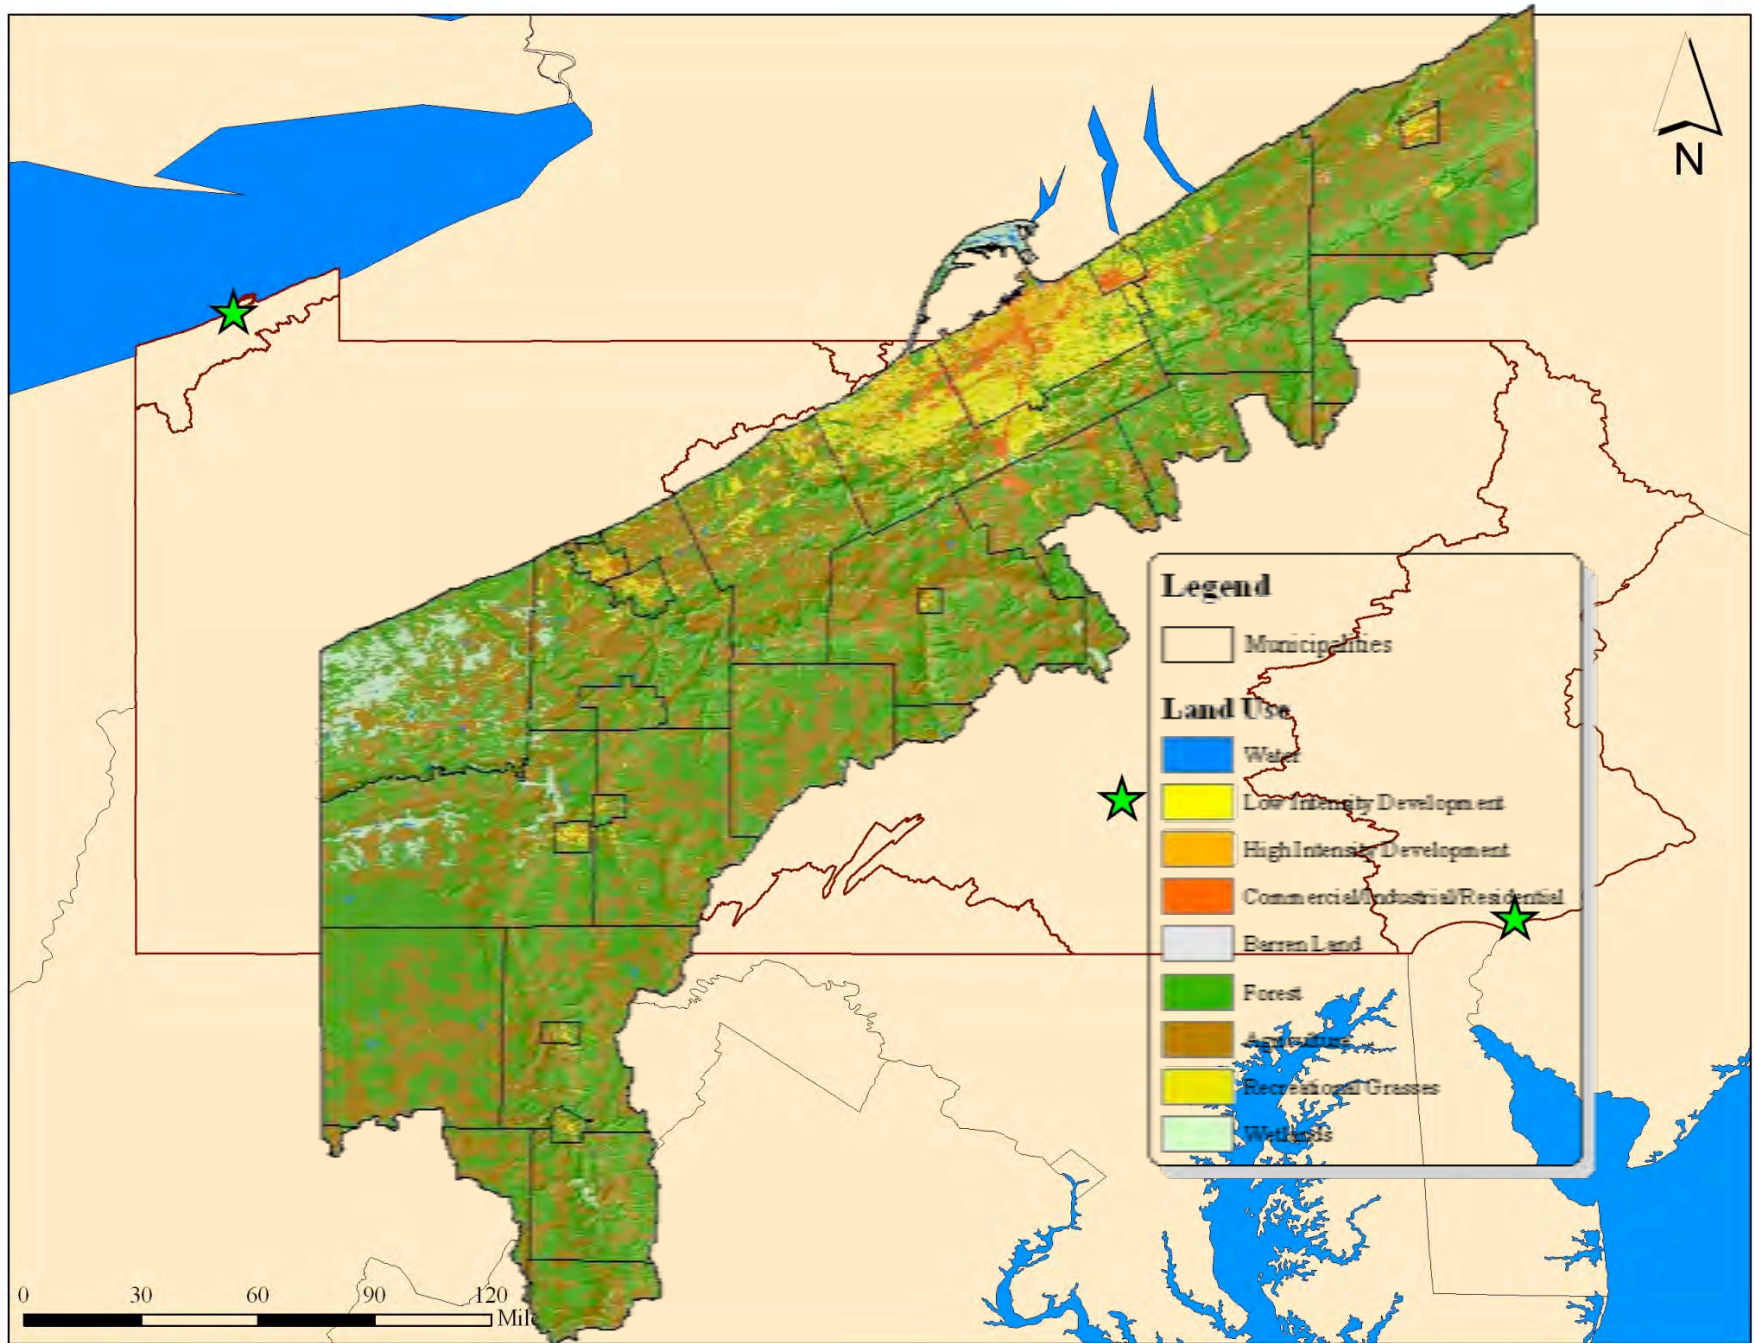 N
Legend
Municipalities
Land Use
Water
Low Intensity Development
High Intensity Development
Commercial/Industrial/Residential
Barren Land
Forest
Agriculture
Recreational Grasses
Wetlands
0 30 60 90 120
Mile